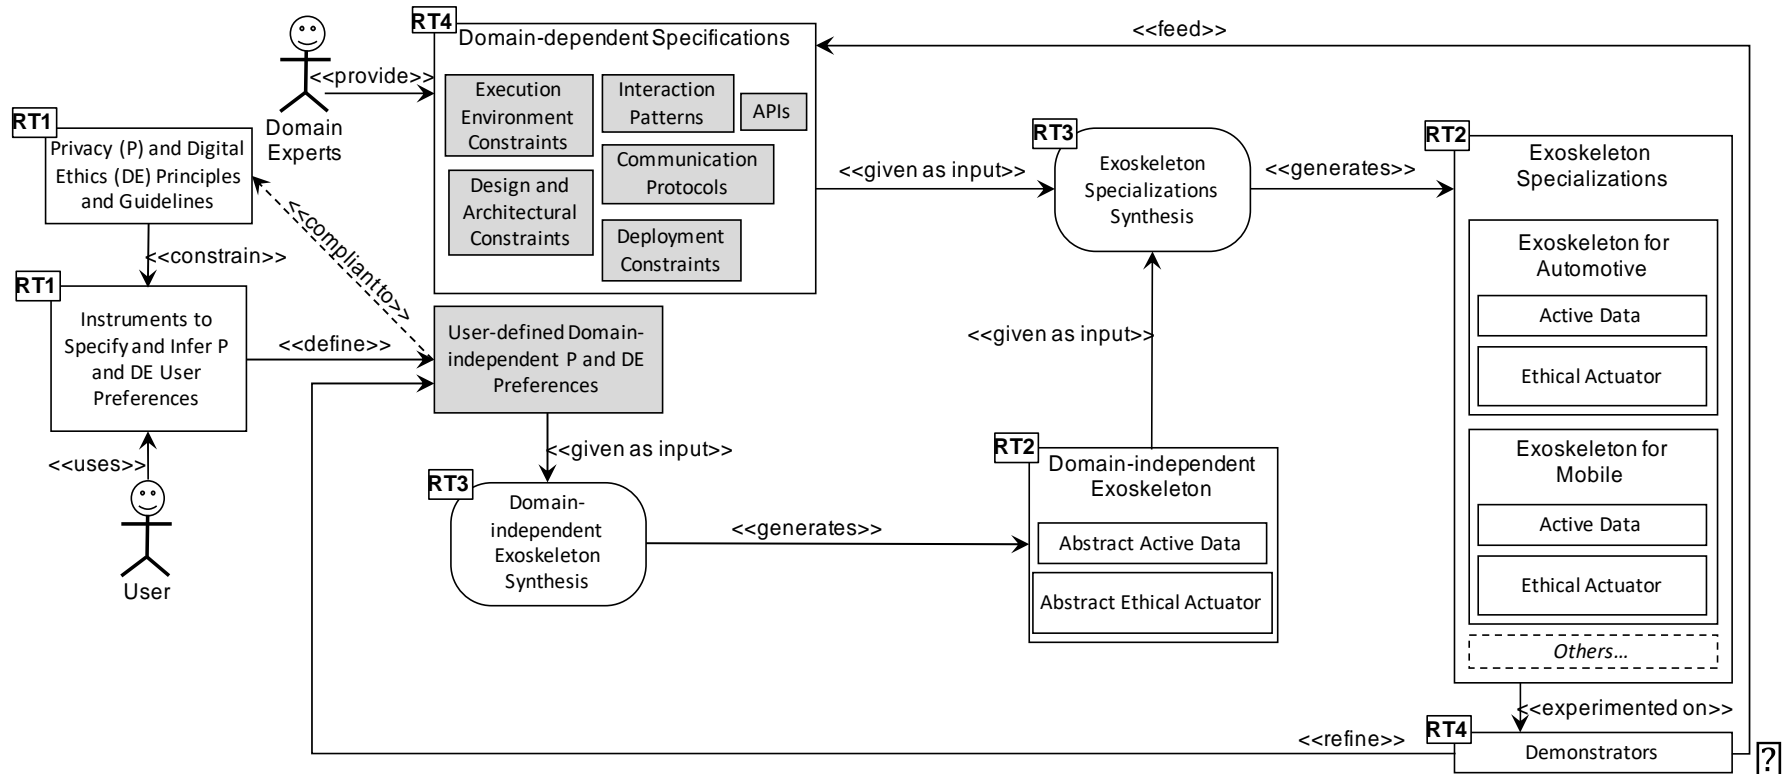 RT4
Domain-dependent Specifications
<<feed>>
<<provide>>
Domain
Experts
Execution
Environment
Constraints
Interaction
Patterns
APIs
Communication
Protocols
Design and
Architectural
Constraints
Deployment
Constraints
RT1
Privacy (P) and Digital
Ethics (DE) Principles
and Guidelines
<<constrain>>
<<compliant to>>
RT1
Instruments to
Specify and Infer P
and DE User
Preferences
<<define>>
<<uses>>
User
User-defined Domain-
independent P and DE
Preferences
<<given as input>>
RT3
Domain-
independent
Exoskeleton
Synthesis
<<generates>>
RT2
Domain-independent
Exoskeleton
Abstract Active Data
Abstract Ethical Actuator
<<given as input>>
<<given as input>>
RT3
Exoskeleton
Specializations
Synthesis
<<generates>>
RT2
Exoskeleton
Specializations
Exoskeleton for
Automotive
Active Data
Ethical Actuator
Exoskeleton for
Mobile
Active Data
Ethical Actuator
Others...
<<experimented on>>
RT4
Demonstrators
<<refine>>
?